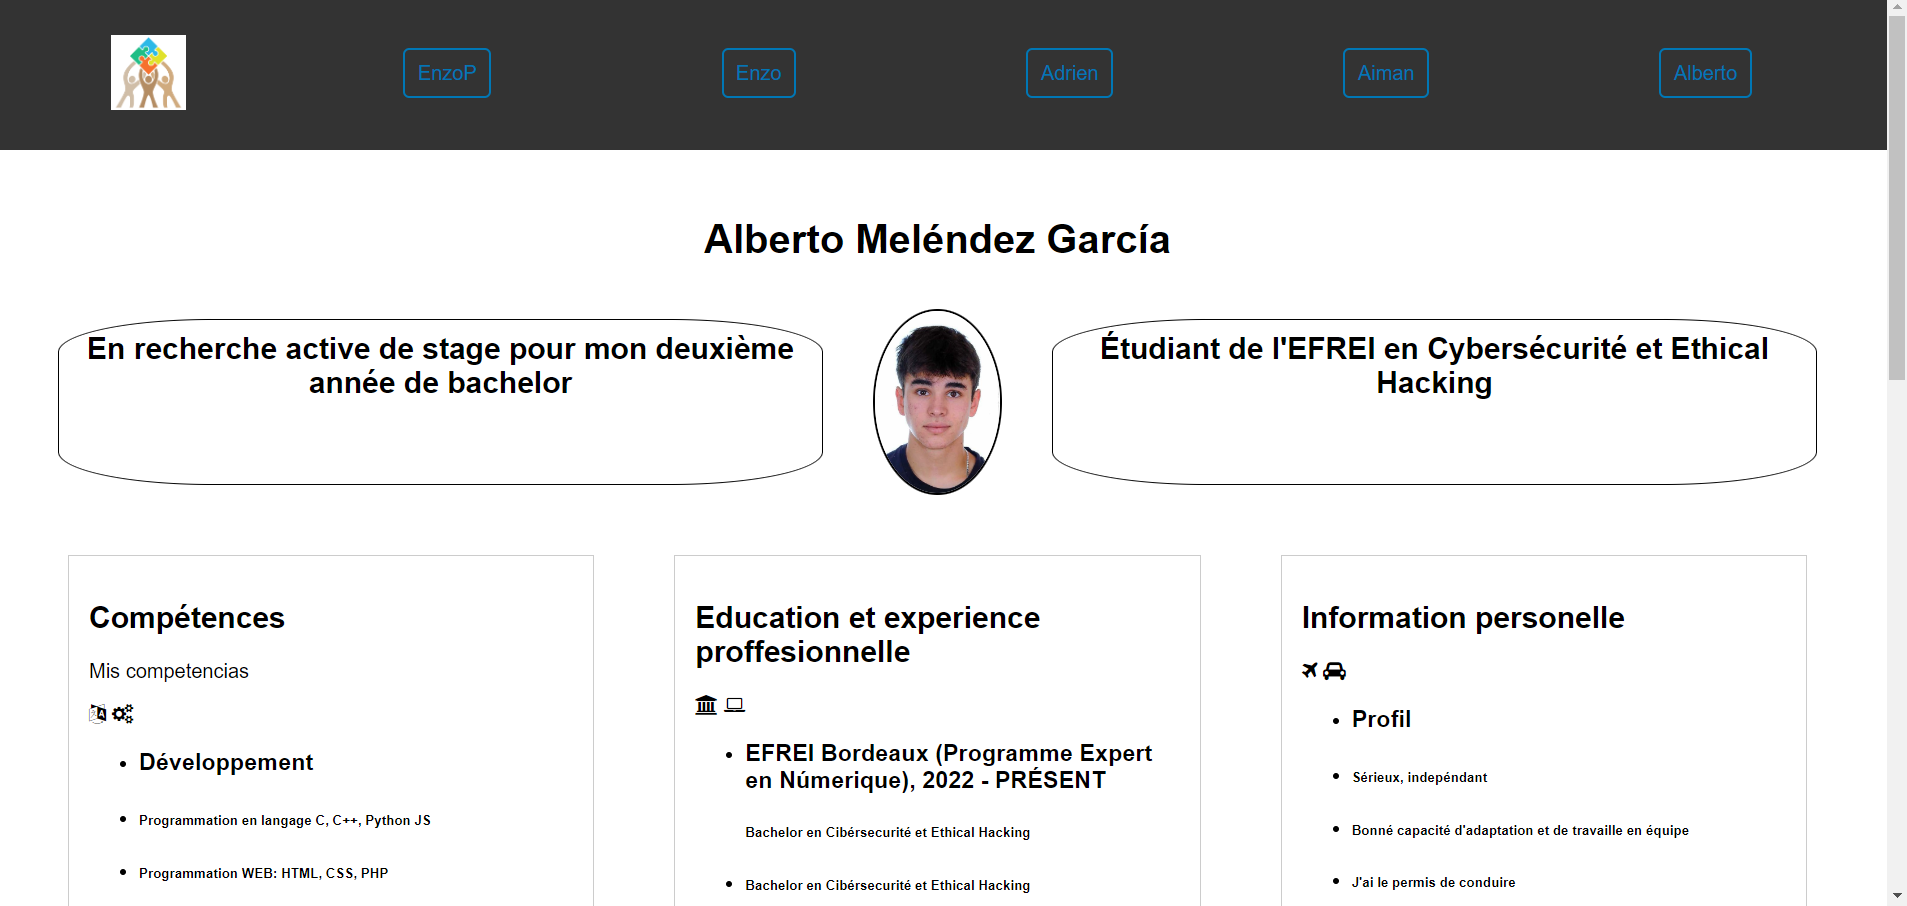 EnzoP
Enzo
Adrien
Aiman
Alberto
Alberto Meléndez García
En recherche active de stage pour mon deuxième
année de bachelor
Étudiant de l'EFREI en Cybersécurité et Ethical
Hacking
Compétences
Mis competencias
Développement
Programmation en langage C, C++, Python JS
Programmation WEB: HTML, CSS, PHP
Education et experience
proffesionnelle
EFREI Bordeaux (Programme Expert
en Númerique), 2022 - PRÉSENT
Bachelor en Cibérsecurité et Ethical Hacking
Bachelor en Cibérsecurité et Ethical Hacking
Information personelle
Profil
Sérieux, indepéndant
Bonné capacité d'adaptation et de travaille en équipe
J'ai le permis de conduire